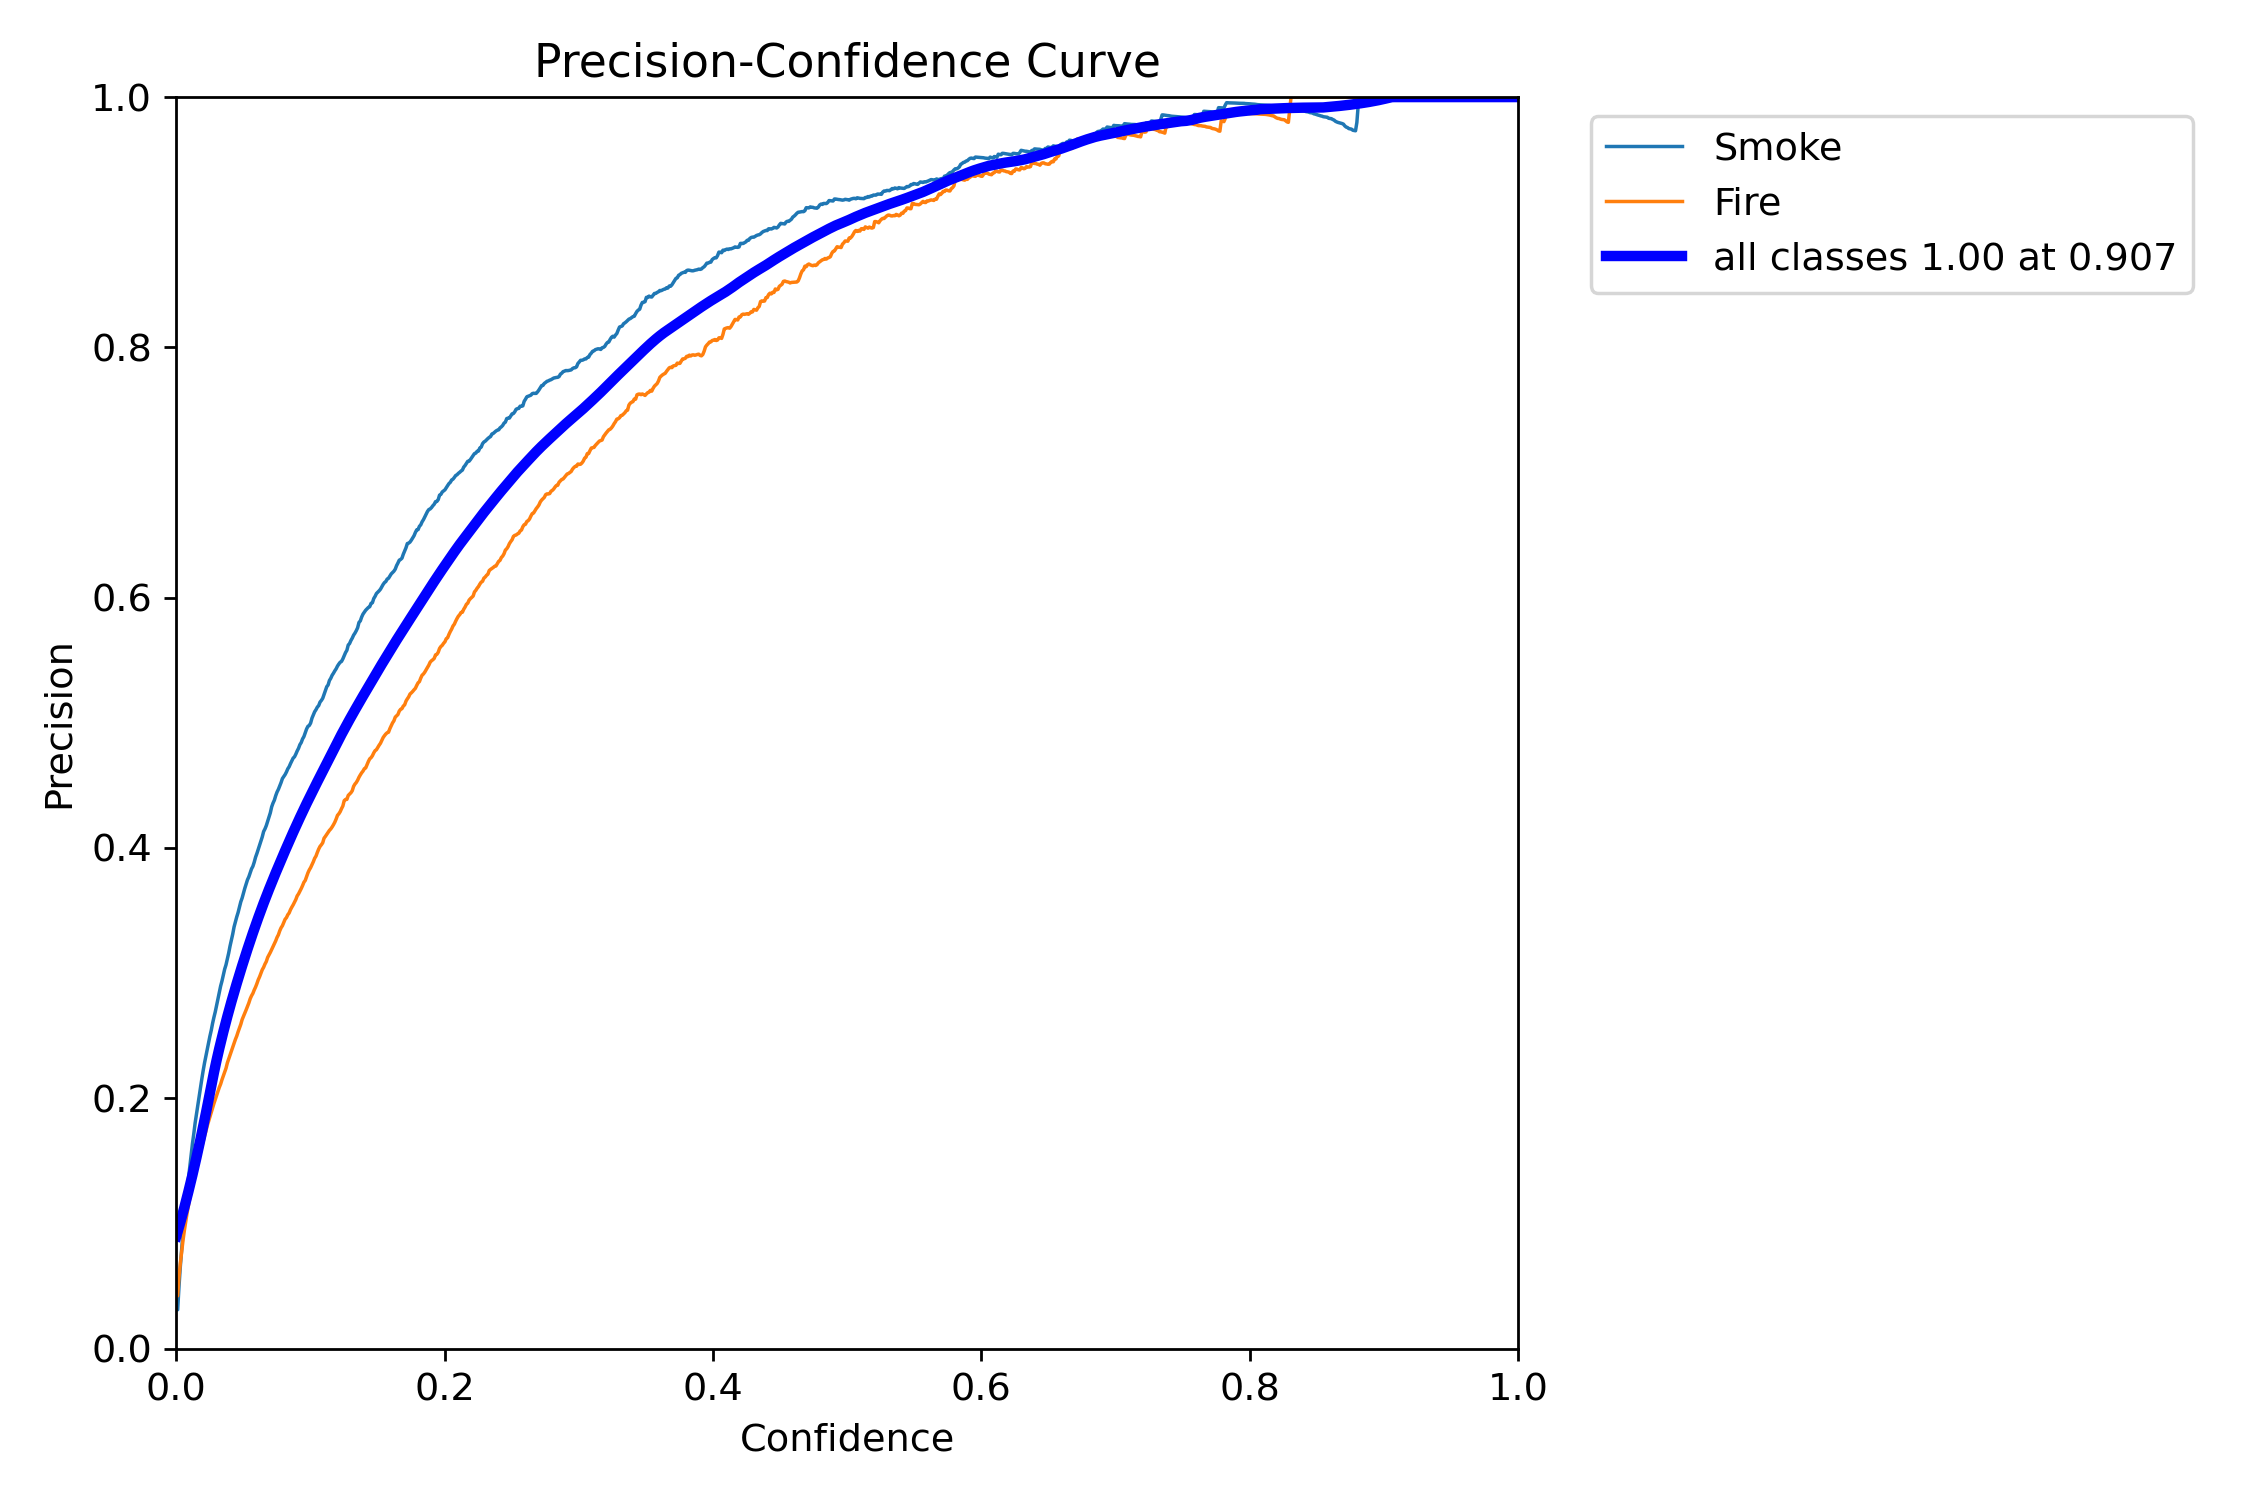 Precision-Confidence Curve
1.0
0.8
0.6
0.4
0.2
0.0
Precision
0.0 0.2 0.4 0.6 0.8 1.0
Confidence
Smoke
Fire
all classes 1.00 at 0.907